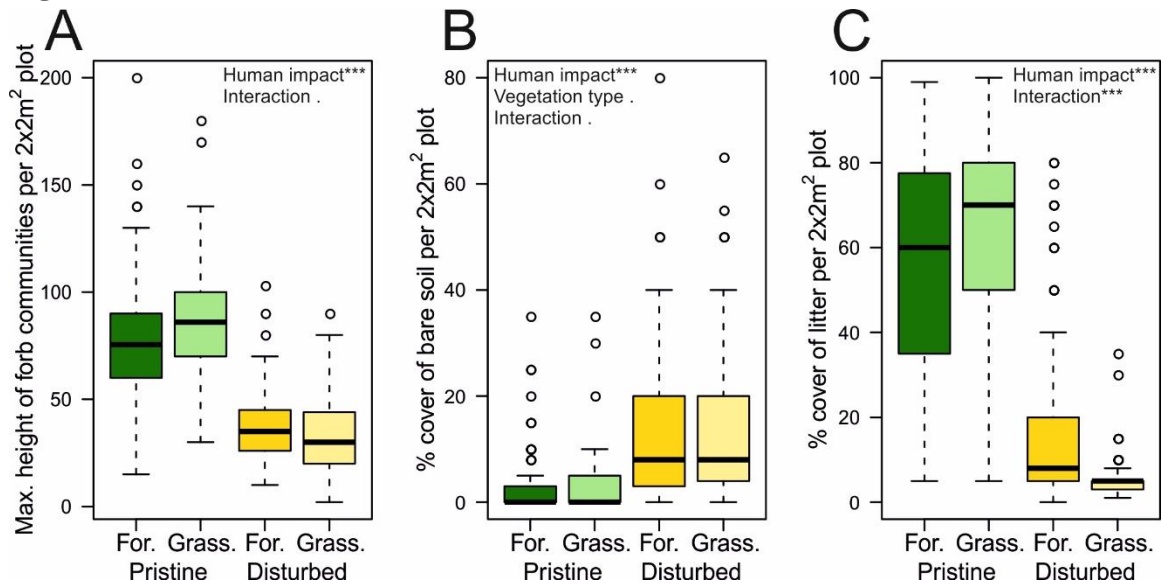 A
Max. height of forb communities per 2x2m² plot
200
150
100
50
0
Human impact***
Interaction .
For. Grass. For. Grass.
Pristine Disturbed
B
% cover of bare soil per 2x2m² plot
80
60
40
20
0
Human impact***
Vegetation type .
Interaction .
For. Grass. For. Grass.
Pristine Disturbed
C
% cover of litter per 2x2m² plot
100
80
60
40
20
0
Human impact***
Interaction***
For. Grass. For. Grass.
Pristine Disturbed